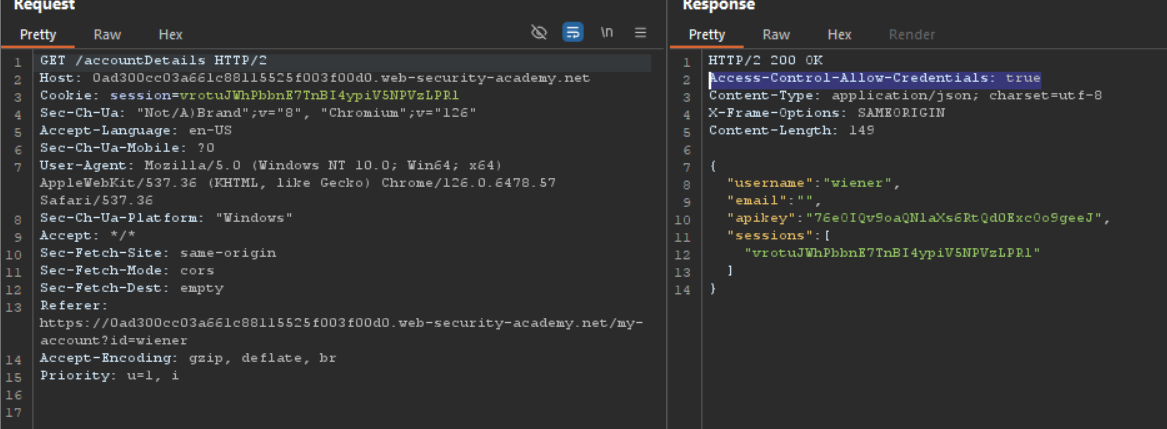 Request
Pretty Raw Hex \n
1 GET /accountDetails HTTP/2
2 Host: 0ad300cc03a661c88115525f003f00d0.web-security-academy.net
3 Cookie: session=vrotuJWhPbbnE7TnBI4ypiV5NPVzLPRl
4 Sec-Ch-Ua: "Not/A)Brand";v="8", "Chromium";v="126"
5 Accept-Language: en-US
6 Sec-Ch-Ua-Mobile: ?0
7 User-Agent: Mozilla/5.0 (Windows NT 10.0; Win64; x64)
AppleWebKit/537.36 (KHTML, like Gecko) Chrome/126.0.6478.57
Safari/537.36
8 Sec-Ch-Ua-Platform: "Windows"
9 Accept: */*
10 Sec-Fetch-Site: same-origin
11 Sec-Fetch-Mode: cors
12 Sec-Fetch-Dest: empty
13 Referer:
https://0ad300cc03a661c88115525f003f00d0.web-security-academy.net/my-
account?id=wiener
14 Accept-Encoding: gzip, deflate, br
15 Priority: u=1, i
16
17
Response
Pretty Raw Hex Render
1 HTTP/2 200 OK
2 Access-Control-Allow-Credentials: true
3 Content-Type: application/json; charset=utf-8
4 X-Frame-Options: SAMEORIGIN
5 Content-Length: 149
6
7 {
8 "username":"wiener",
9 "email":"",
10 "apikey":"76e0IQv9oaQNlaXs6RtQd0Exc0o9geeJ",
11 "sessions":[
12 "vrotuJWhPbbnE7TnBI4ypiV5NPVzLPRl"
13 ]
14 }